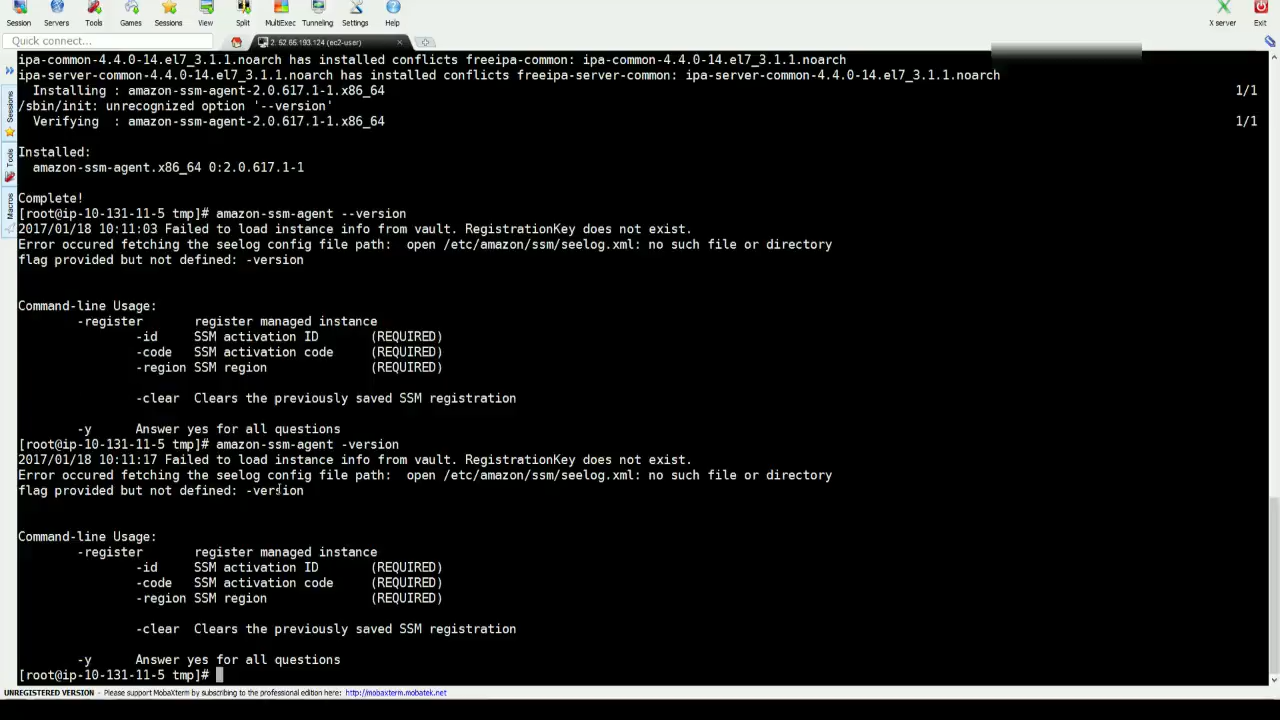 Session Servers Tools Games Sessions View Split MultiExec Tunneling Settings Help X server Exit
Quick connect... 2. 52.66.193.124 (ec2-user)
Sessions
Tools
Macros
ipa-common-4.4.0-14.el7_3.1.1.noarch has installed conflicts freeipa-common: ipa-common-4.4.0-14.el7_3.1.1.noarch
ipa-server-common-4.4.0-14.el7_3.1.1.noarch has installed conflicts freeipa-server-common: ipa-server-common-4.4.0-14.el7_3.1.1.noarch
Installing : amazon-ssm-agent-2.0.617.1-1.x86_64 1/1
/sbin/init: unrecognized option '--version'
Verifying : amazon-ssm-agent-2.0.617.1-1.x86_64 1/1
Installed:
amazon-ssm-agent.x86_64 0:2.0.617.1-1
Complete!
[root@ip-10-131-11-5 tmp]# amazon-ssm-agent --version
2017/01/18 10:11:03 Failed to load instance info from vault. RegistrationKey does not exist.
Error occured fetching the seelog config file path: open /etc/amazon/ssm/seelog.xml: no such file or directory
flag provided but not defined: -version
Command-line Usage:
-register register managed instance
-id SSM activation ID (REQUIRED)
-code SSM activation code (REQUIRED)
-region SSM region (REQUIRED)
-clear Clears the previously saved SSM registration
-y Answer yes for all questions
[root@ip-10-131-11-5 tmp]# amazon-ssm-agent -version
2017/01/18 10:11:17 Failed to load instance info from vault. RegistrationKey does not exist.
Error occured fetching the seelog config file path: open /etc/amazon/ssm/seelog.xml: no such file or directory
flag provided but not defined: -version
Command-line Usage:
-register register managed instance
-id SSM activation ID (REQUIRED)
-code SSM activation code (REQUIRED)
-region SSM region (REQUIRED)
-clear Clears the previously saved SSM registration
-y Answer yes for all questions
[root@ip-10-131-11-5 tmp]#
UNREGISTERED VERSION - Please support MobaXterm by subscribing to the professional edition here: http://mobaxterm.mobatek.net